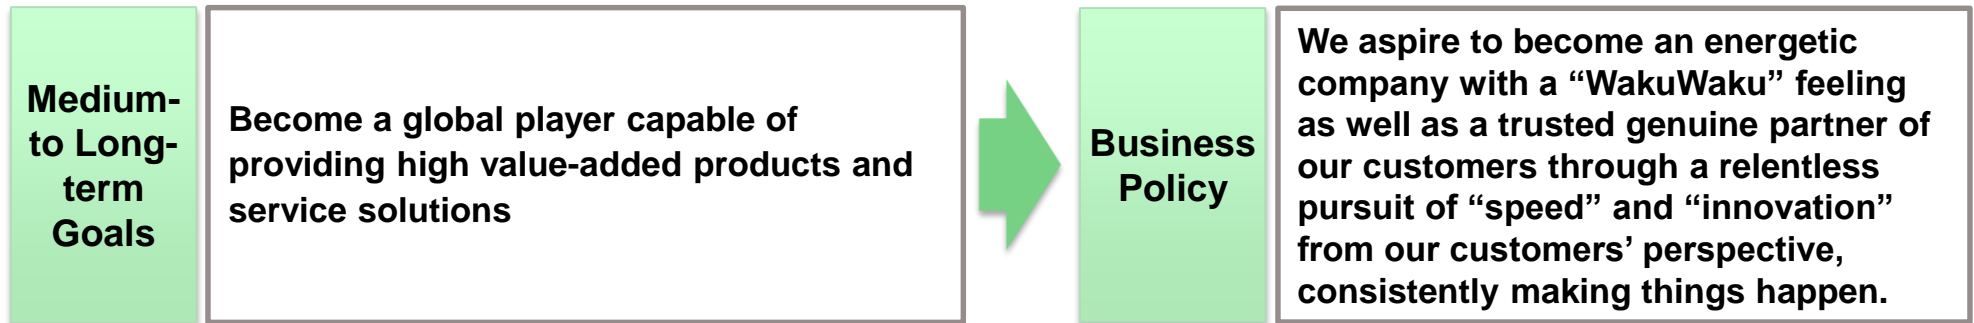 Medium-
to Long-
term
Goals
Become a global player capable of
providing high value-added products and
service solutions
Business
Policy
We aspire to become an energetic
company with a “WakuWaku” feeling
as well as a trusted genuine partner of
our customers through a relentless
pursuit of “speed” and “innovation”
from our customers’ perspective,
consistently making things happen.